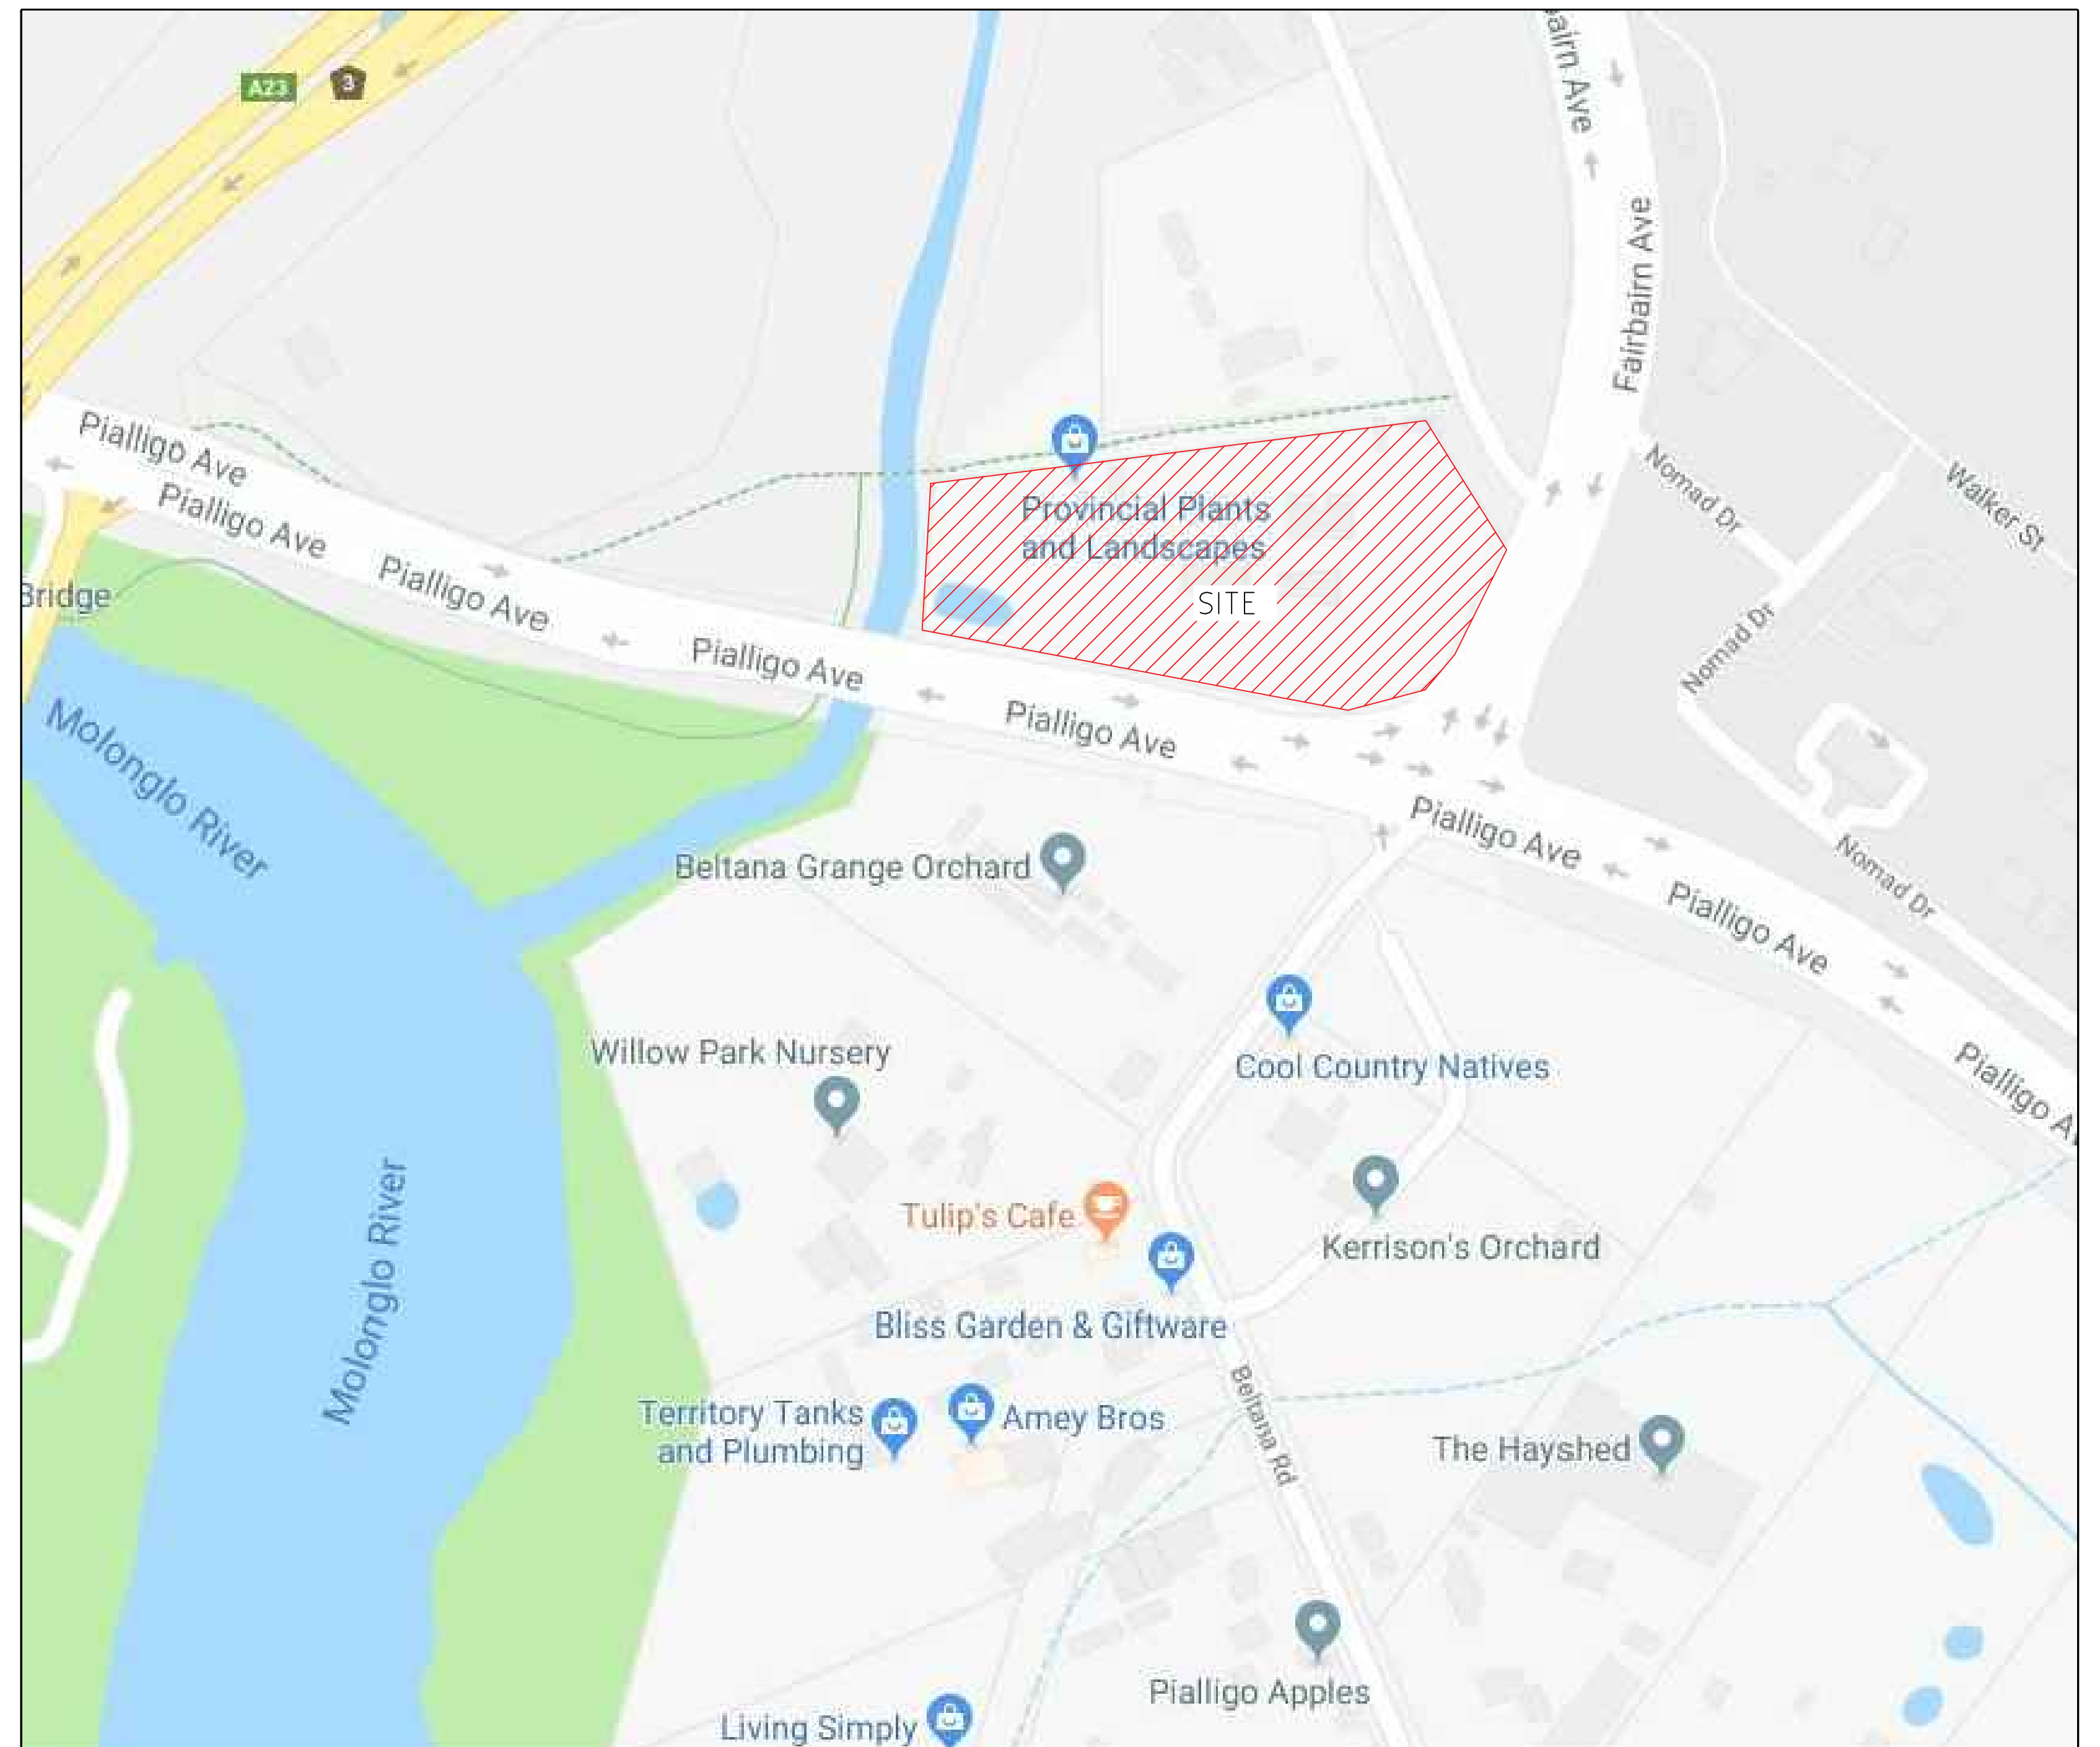 A23
3
airn Ave
Fairbairn Ave
Pialligo Ave
Pialligo Ave
Pialligo Ave
Provincial Plants
and Landscapes
SITE
Nomad Dr
Walker St
Bridge
Pialligo Ave
Nomad Dr
Pialligo Ave
Molonglo River
Pialligo Ave
Nomad Dr
Beltana Grange Orchard
Pialligo Ave
Willow Park Nursery
Cool Country Natives
Pialligo Av
Tulip's Cafe
Kerrison's Orchard
Molonglo River
Bliss Garden & Giftware
Territory Tanks
and Plumbing
Amey Bros
Beltana Rd
The Hayshed
Pialligo Apples
Living Simply